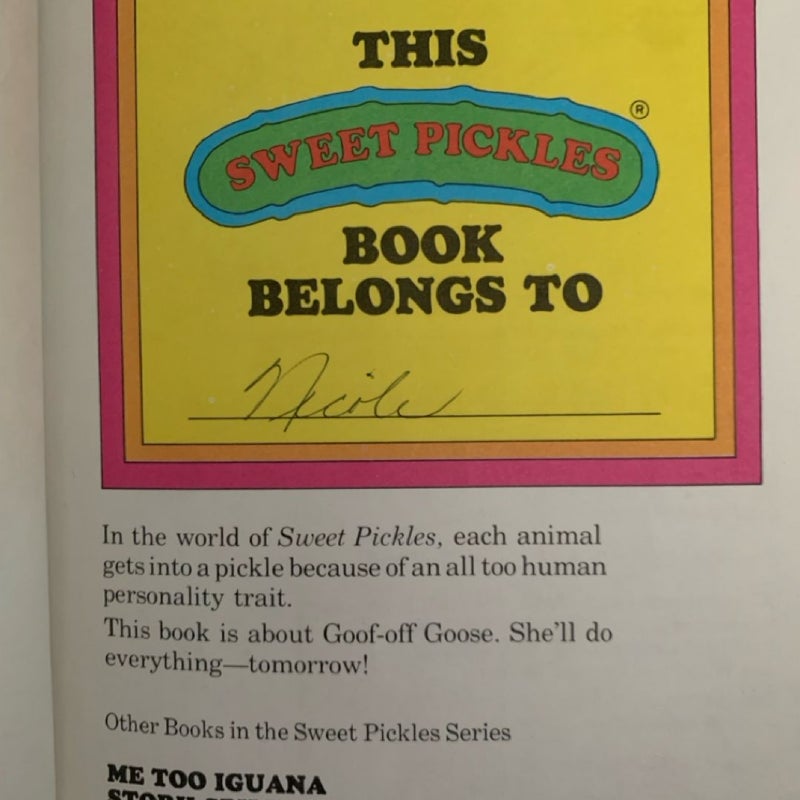 THIS
SWEET PICKLES ®
BOOK
BELONGS TO
Nicole
In the world of Sweet Pickles, each animal
gets into a pickle because of an all too human
personality trait.
This book is about Goof-off Goose. She'll do
everything—tomorrow!
Other Books in the Sweet Pickles Series
ME TOO IGUANA